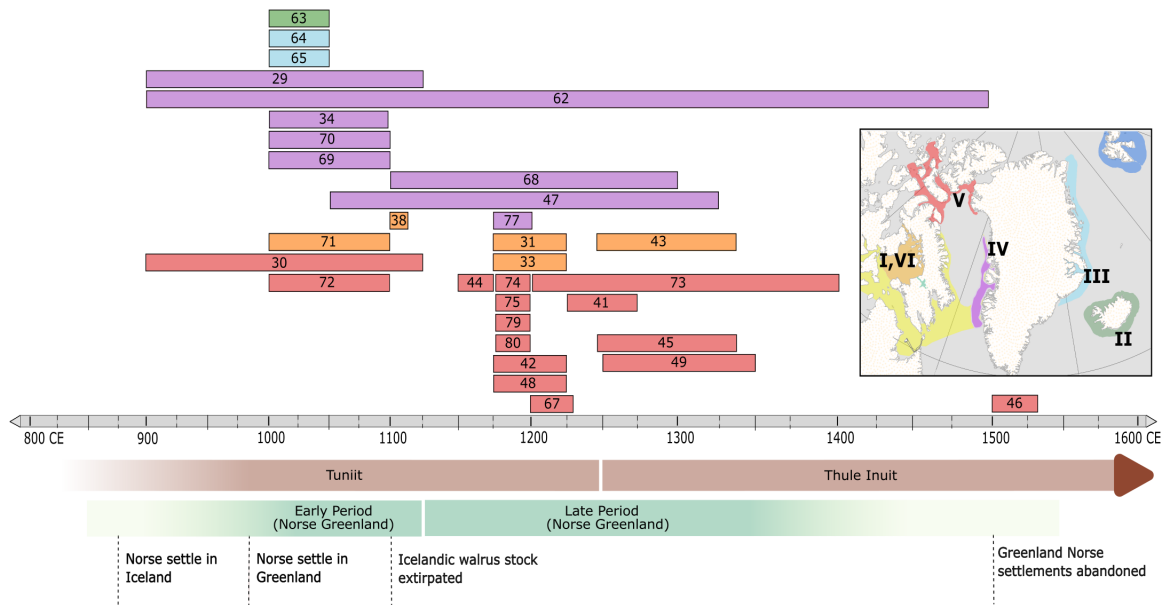 63
64
65
29
62
34
70
69
68
47
38
77
71
31
43
33
30
72
44
74
73
75
41
79
80
45
42
49
48
67
46
V
I,VI
IV
III
II
800 CE
900
1000
1100
1200
1300
1400
1500
1600 CE
Tuniit
Thule Inuit
Early Period
(Norse Greenland)
Late Period
(Norse Greenland)
Norse settle in
Iceland
Norse settle in
Greenland
Icelandic walrus stock
extirpated
Greenland Norse
settlements abandoned